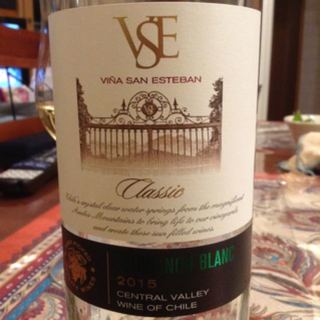 VSE
VIÑA SAN ESTEBAN
Classic
Chile's crystal clear water springs from the magnificent
Andes Mountains to bring life to our vineyards
and create these sun filled wines.
BLANC
2015
CENTRAL VALLEY
WINE OF CHILE